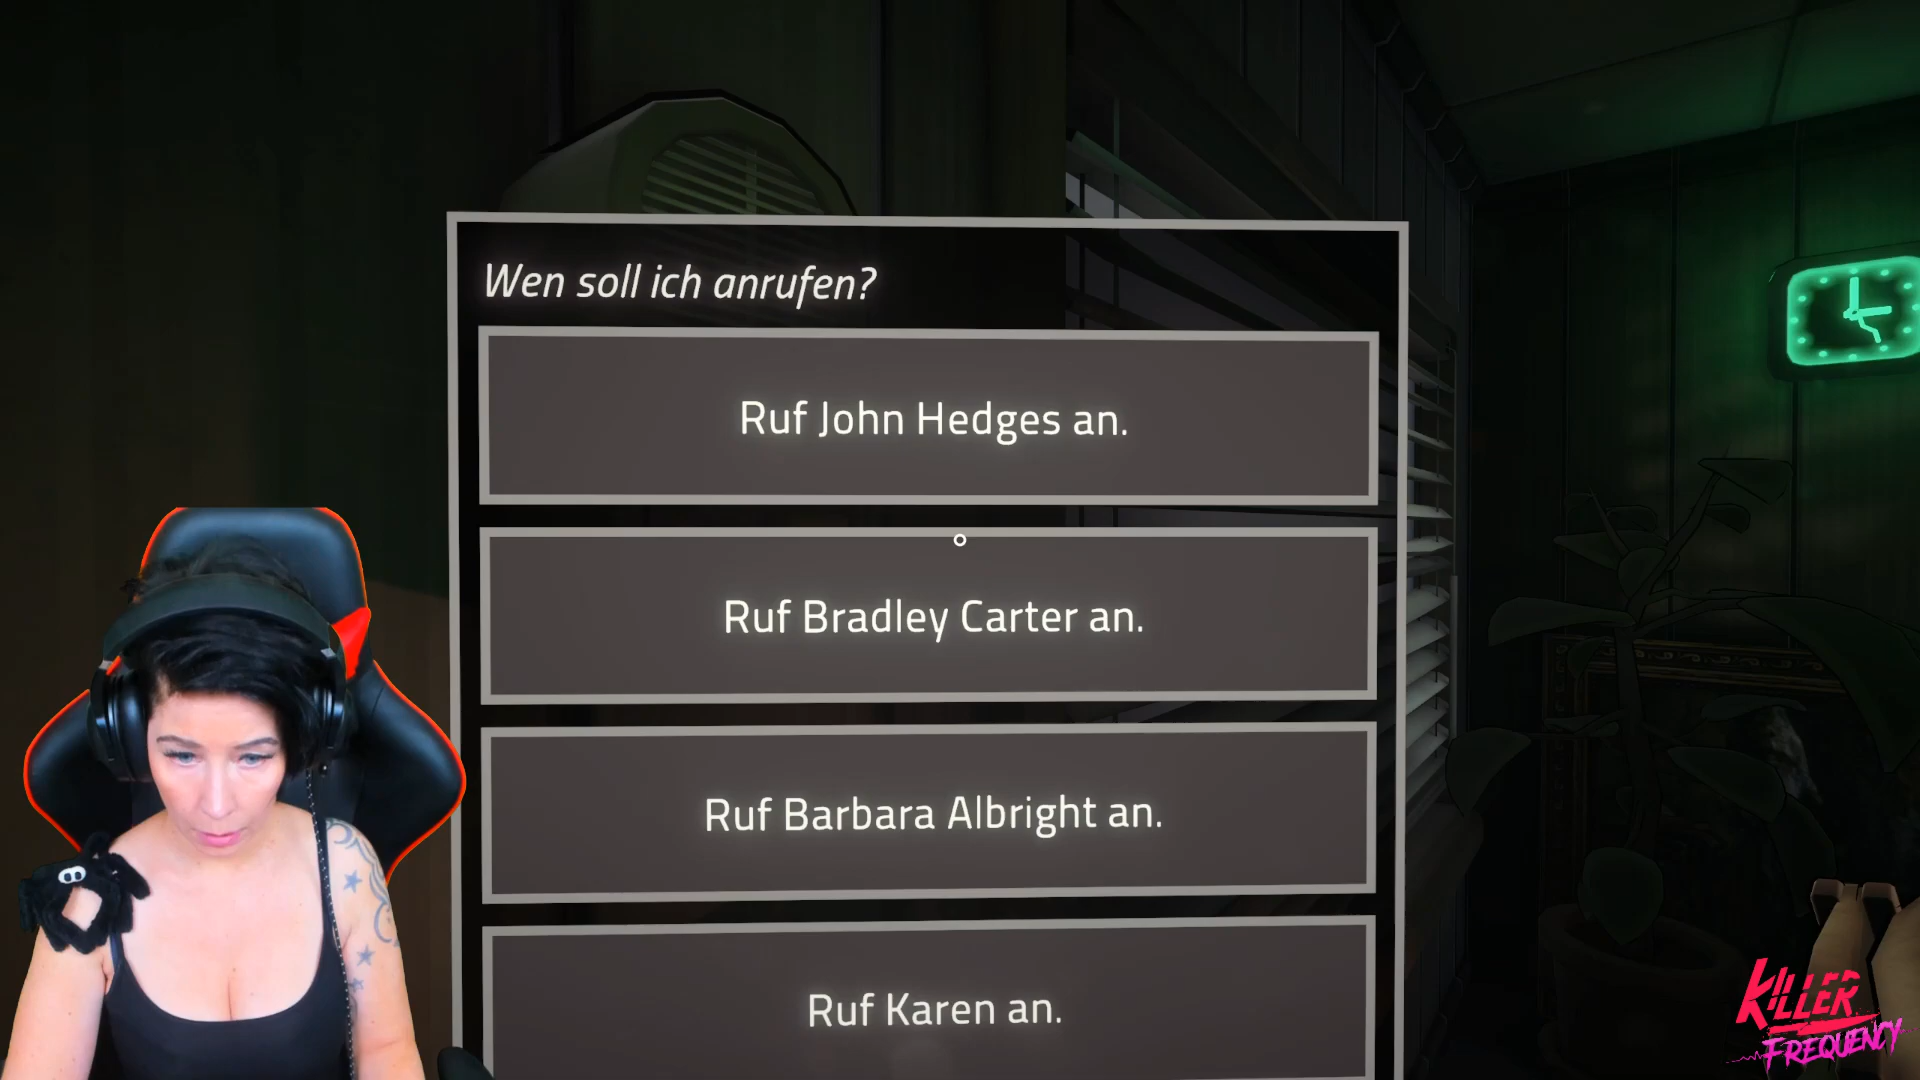 Wen soll ich anrufen?
Ruf John Hedges an.
Ruf Bradley Carter an.
Ruf Barbara Albright an.
Ruf Karen an.
KILLER
FREQUENCY